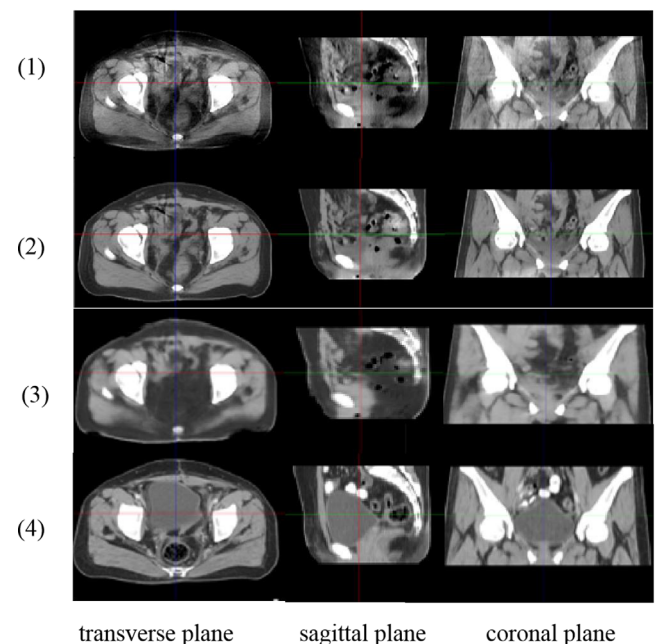 (1)
(2)
(3)
(4)
transverse plane sagittal plane coronal plane